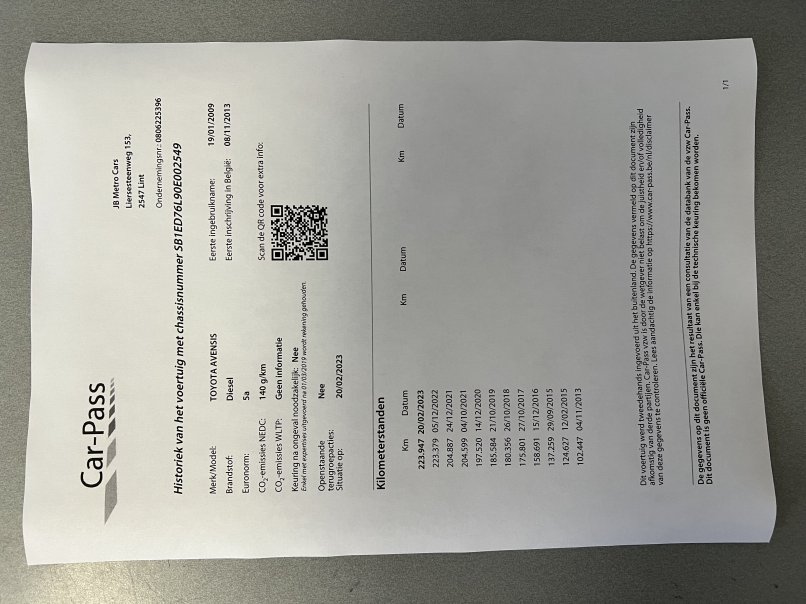 Car-Pass
JB Metro Cars
Liersesteenweg 153,
2547 Lint
Ondernemingsnr.: 0806225396
Historiek van het voertuig met chassisnummer SB1ED76L90E002549
Merk/Model: TOYOTA AVENSIS
Brandstof: Diesel
Euronorm: 5a
CO₂-emissies NEDC: 140 g/km
CO₂-emissies WLTP: Geen informatie
Keuring na ongeval noodzakelijk: Nee
Enkel met expertises uitgevoerd na 01/03/2019 wordt rekening gehouden.
Openstaande terugroepacties: Nee
Situatie op: 20/02/2023
Eerste ingebruikname: 19/01/2009
Eerste inschrijving in België: 08/11/2013
Scan de QR code voor extra info:
Kilometerstanden
Km Datum Km Datum Km Datum
223.947 20/02/2023
223.379 05/12/2022
204.887 24/12/2021
204.599 04/10/2021
197.520 14/12/2020
185.584 21/10/2019
180.356 26/10/2018
175.801 27/10/2017
158.691 15/12/2016
137.259 29/09/2015
124.627 12/02/2015
102.447 04/11/2013
Dit voertuig werd tweedehands ingevoerd uit het buitenland. De gegevens vermeld op dit document zijn
afkomstig van derde partijen. Car-Pass vzw is door de wetgever niet belast om de juistheid en/of volledigheid
van deze gegevens te controleren. Lees aandachtig de informatie op https://www.car-pass.be/nl/disclaimer
De gegevens op dit document zijn het resultaat van een consultatie van de databank van de vzw Car-Pass.
Dit document is geen officiële Car-Pass. Die kan enkel bij de technische keuring bekomen worden.
1/1